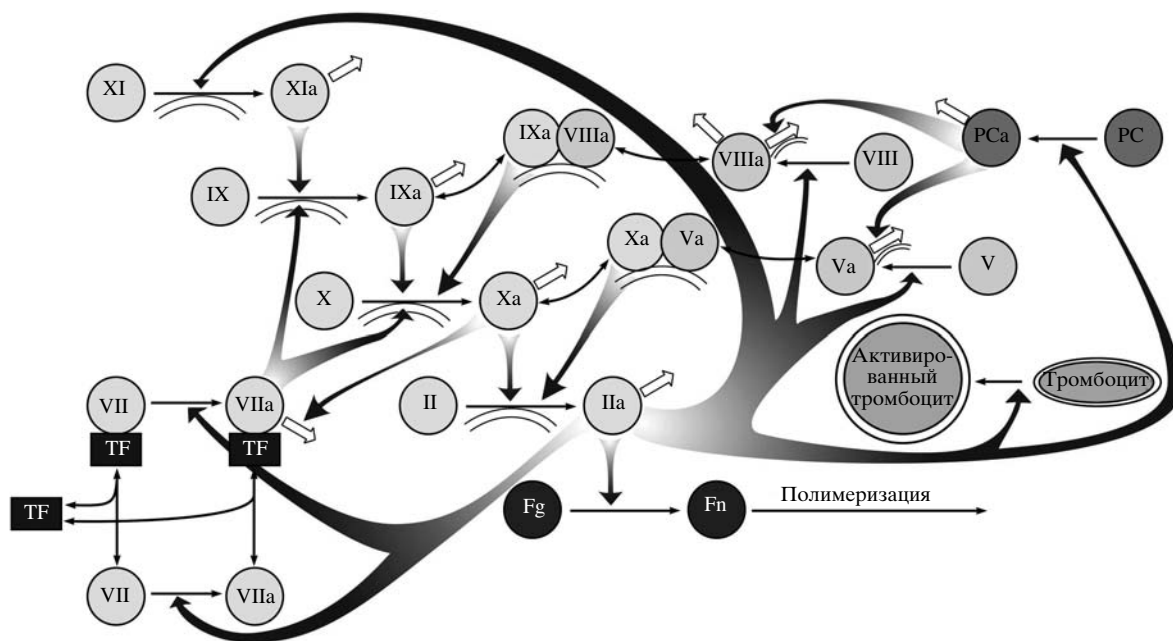 XI
XIa
IXa
VIIIa
VIIIa
VIII
PCa
PC
IX
IXa
Xa
Va
Va
V
X
Xa
Активиро-
ванный
тромбоцит
Тромбоцит
VII
VIIa
II
IIa
TF
TF
TF
Fg
Fn
Полимеризация
VII
VIIa